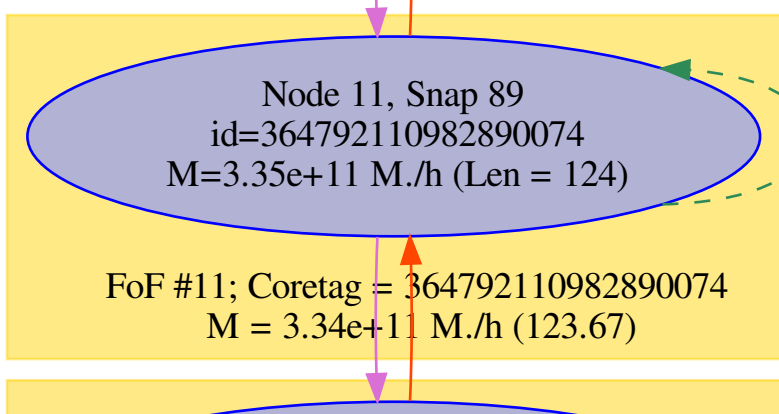 Node 11, Snap 89
id=364792110982890074
M=3.35e+11 M./h (Len = 124)
FoF #11; Coretag = 364792110982890074
M = 3.34e+11 M./h (123.67)